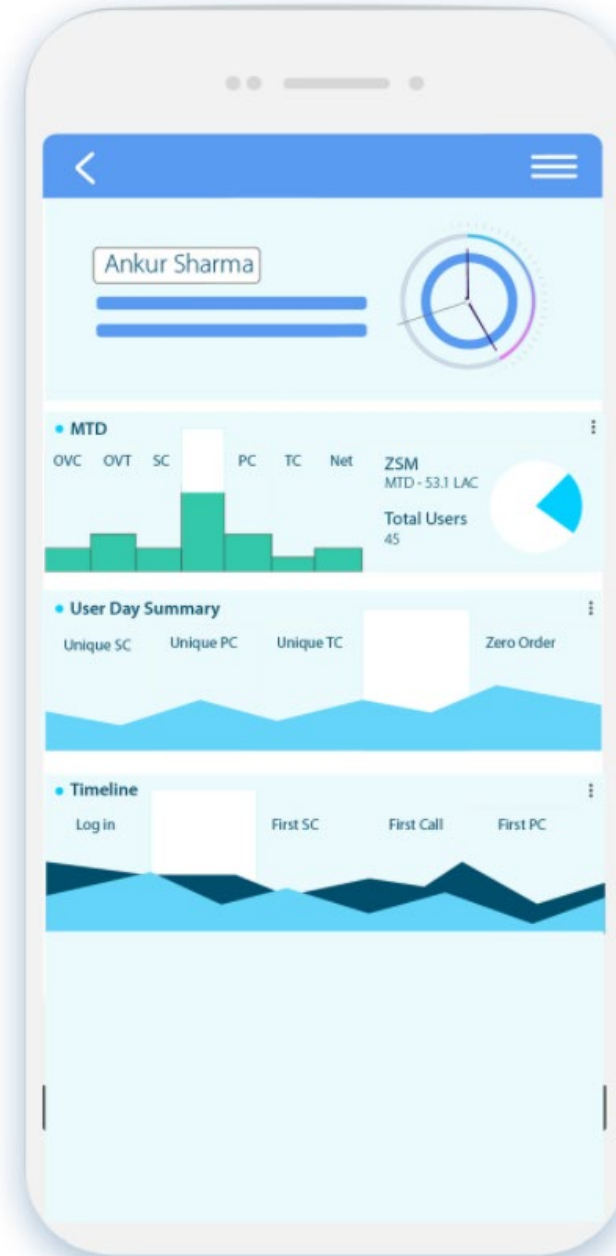 Ankur Sharma
MTD
OVC OVT SC PC TC Net
ZSM
MTD - 53.1 LAC
Total Users
45
User Day Summary
Unique SC Unique PC Unique TC Zero Order
Timeline
Log in First SC First Call First PC